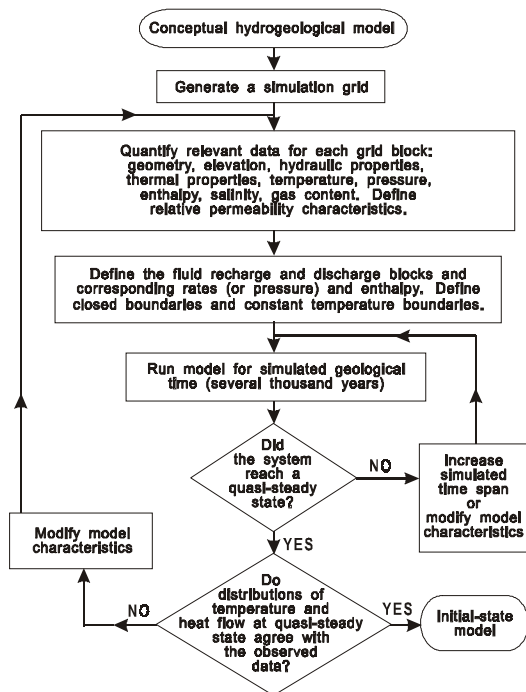 Conceptual hydrogeological model
Generate a simulation grid
Quantify relevant data for each grid block:
geometry, elevation, hydraulic properties,
thermal properties, temperature, pressure,
enthalpy, salinity, gas content. Define
relative permeability characteristics.
Define the fluid recharge and discharge blocks and
corresponding rates (or pressure) and enthalpy. Define
closed boundaries and constant temperature boundaries.
Run model for simulated geological
time (several thousand years)
Did
the system
reach a
quasi-steady
state?
NO
Increase
simulated
time span
or
modify model
characteristics
YES
Modify model
characteristics
Do
distributions of
temperature and
heat flow at quasi-steady
state agree with
the observed
data?
NO
YES
Initial-state
model